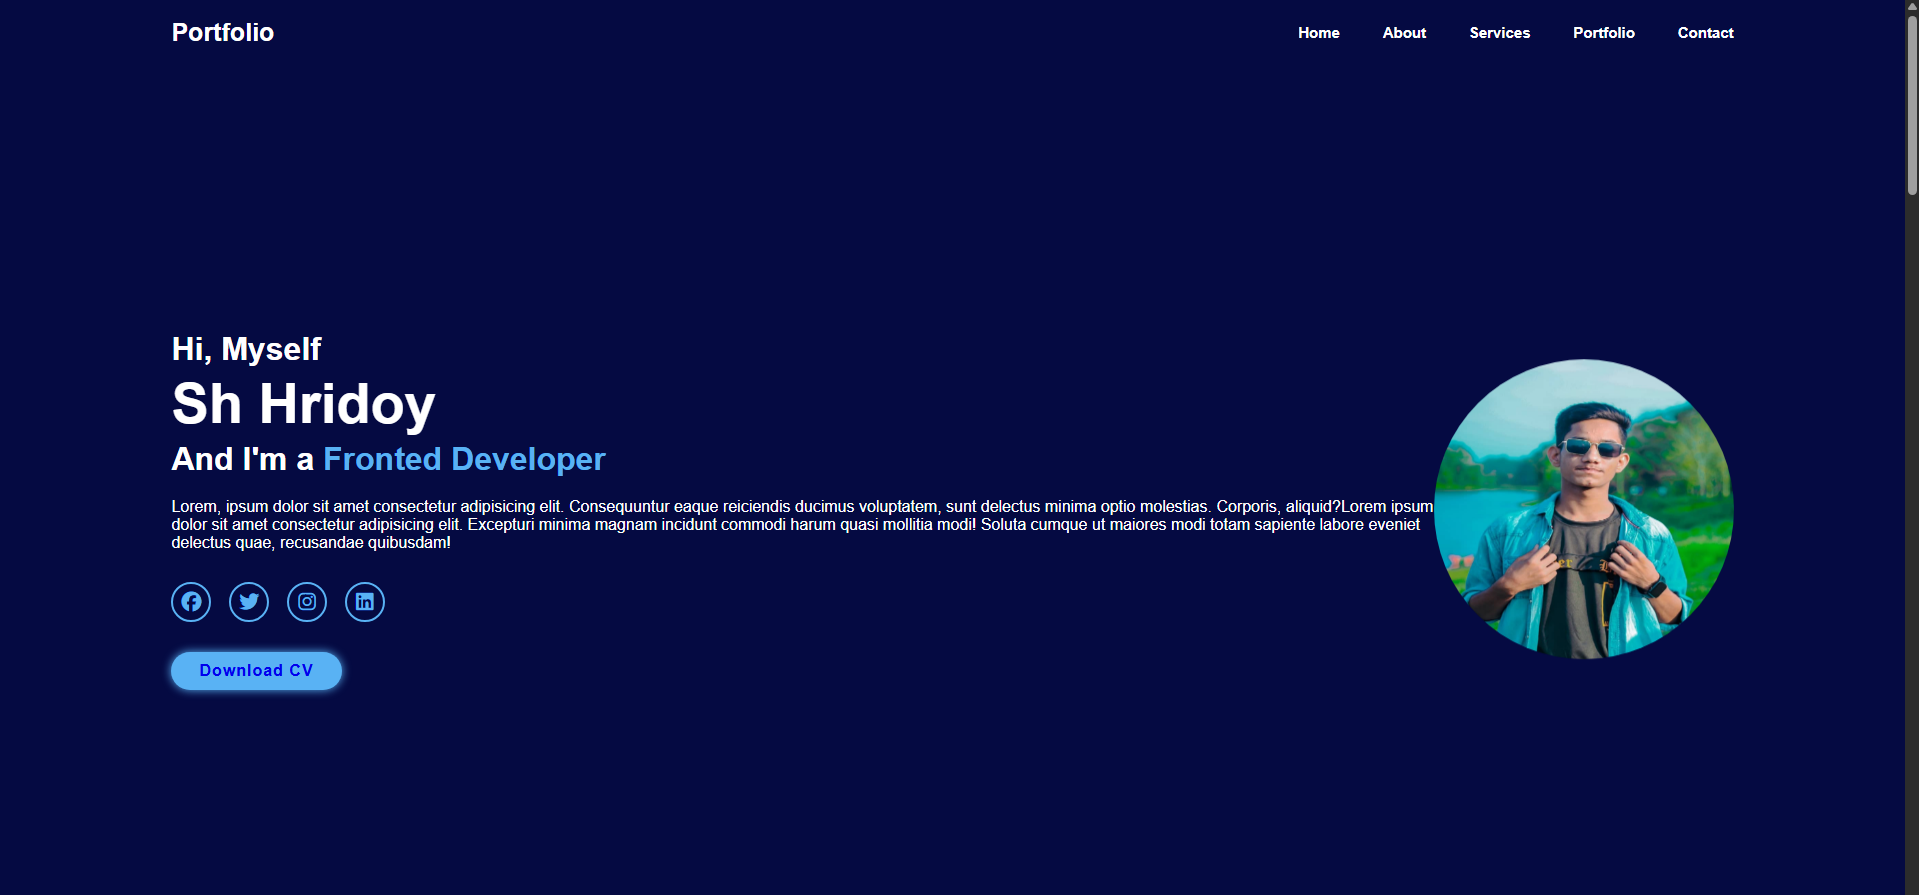 Portfolio
Home About Services Portfolio Contact
Hi, Myself
Sh Hridoy
And I'm a Fronted Developer
Lorem, ipsum dolor sit amet consectetur adipisicing elit. Consequuntur eaque reiciendis ducimus voluptatem, sunt delectus minima optio molestias. Corporis, aliquid?Lorem ipsum
dolor sit amet consectetur adipisicing elit. Excepturi minima magnam incidunt commodi harum quasi mollitia modi! Soluta cumque ut maiores modi totam sapiente labore eveniet
delectus quae, recusandae quibusdam!
Download CV